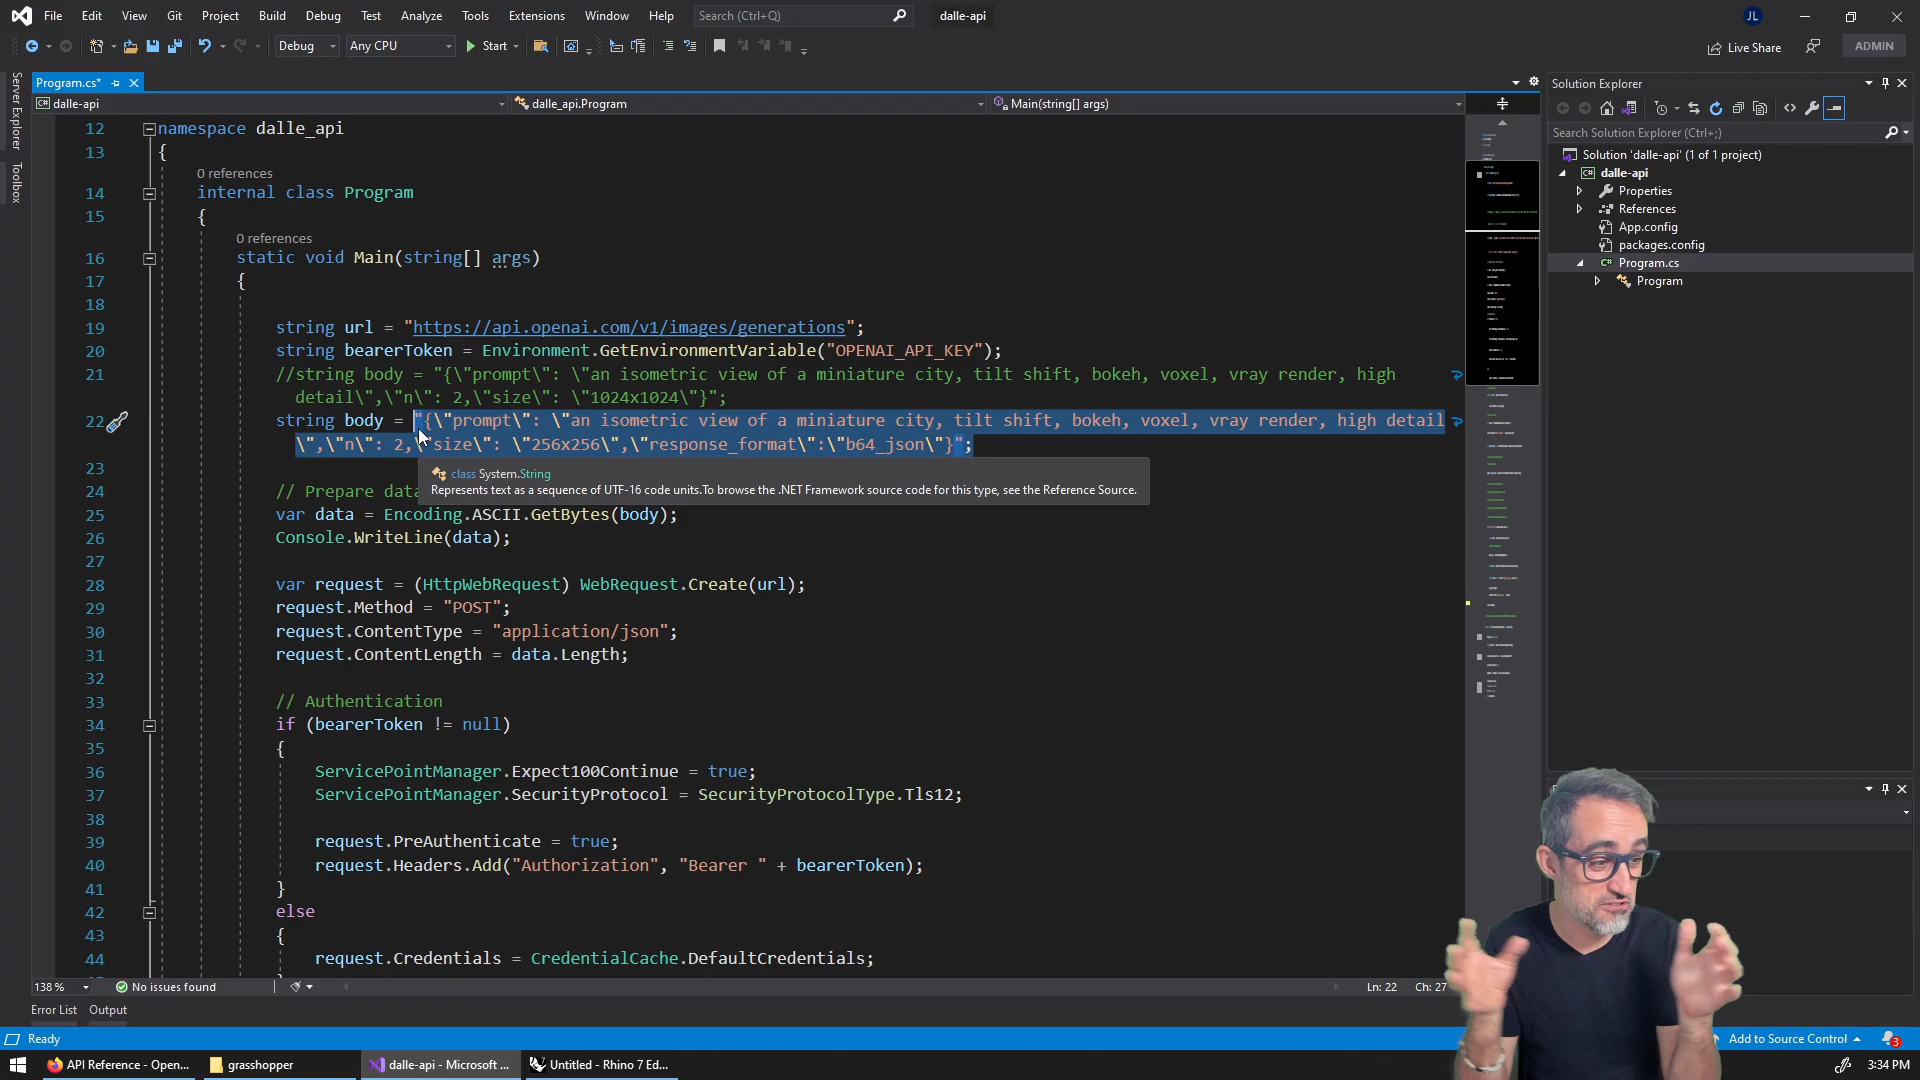 File Edit View Git Project Build Debug Test Analyze Tools Extensions Window Help Search (Ctrl+Q) dalle-api JL
Debug Any CPU Start Live Share ADMIN
Program.cs*
dalle-api dalle_api.Program Main(string[] args)
Server Explorer
Toolbox
12 namespace dalle_api
13 {
0 references
14 internal class Program
15 {
0 references
16 static void Main(string[] args)
17 {
18
19 string url = "https://api.openai.com/v1/images/generations";
20 string bearerToken = Environment.GetEnvironmentVariable("OPENAI_API_KEY");
21 //string body = "{\"prompt\": \"an isometric view of a miniature city, tilt shift, bokeh, voxel, vray render, high
detail\",\"n\": 2,\"size\": \"1024x1024\"}";
22 string body = "{\"prompt\": \"an isometric view of a miniature city, tilt shift, bokeh, voxel, vray render, high detail
\",\"n\": 2,\"size\": \"256x256\",\"response_format\":\"b64_json\"}";
23
class System.String
Represents text as a sequence of UTF-16 code units.To browse the .NET Framework source code for this type, see the Reference Source.
24 // Prepare data
25 var data = Encoding.ASCII.GetBytes(body);
26 Console.WriteLine(data);
27
28 var request = (HttpWebRequest) WebRequest.Create(url);
29 request.Method = "POST";
30 request.ContentType = "application/json";
31 request.ContentLength = data.Length;
32
33 // Authentication
34 if (bearerToken != null)
35 {
36 ServicePointManager.Expect100Continue = true;
37 ServicePointManager.SecurityProtocol = SecurityProtocolType.Tls12;
38
39 request.PreAuthenticate = true;
40 request.Headers.Add("Authorization", "Bearer " + bearerToken);
41 }
42 else
43 {
44 request.Credentials = CredentialCache.DefaultCredentials;
Solution Explorer
Search Solution Explorer (Ctrl+;)
Solution 'dalle-api' (1 of 1 project)
dalle-api
Properties
References
App.config
packages.config
Program.cs
Program
138 % No issues found Ln: 22 Ch: 27
Error List Output
Ready Add to Source Control 3
API Reference - Open... grasshopper dalle-api - Microsoft ... Untitled - Rhino 7 Ed... 3:34 PM